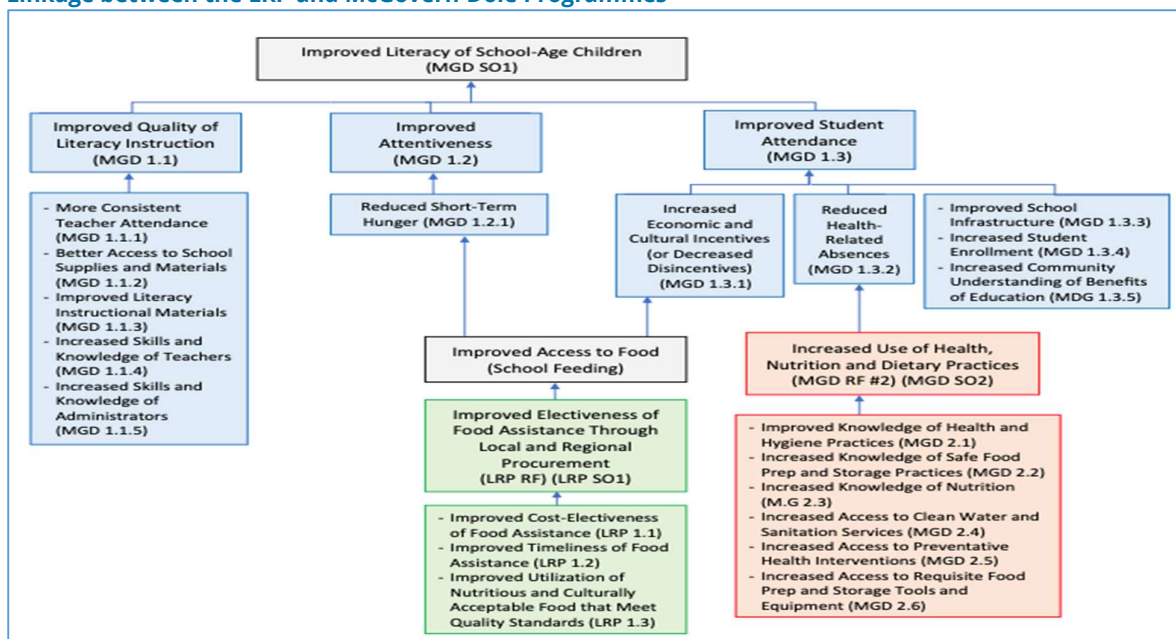 Linkage between the LRP and McGovern-Dole Programmes
Improved Literacy of School-Age Children
(MGD SO1)
Improved Quality of
Literacy Instruction
(MGD 1.1)
Improved
Attentiveness
(MGD 1.2)
Improved Student
Attendance
(MGD 1.3)
- More Consistent
Teacher Attendance
(MGD 1.1.1)
- Better Access to School
Supplies and Materials
(MGD 1.1.2)
- Improved Literacy
Instructional Materials
(MGD 1.1.3)
- Increased Skills and
Knowledge of Teachers
(MGD 1.1.4)
- Increased Skills and
Knowledge of
Administrators
(MGD 1.1.5)
Reduced Short-Term
Hunger (MGD 1.2.1)
Increased
Economic and
Cultural Incentives
(or Decreased
Disincentives)
(MGD 1.3.1)
Reduced
Health-
Related
Absences
(MGD 1.3.2)
- Improved School
Infrastructure (MGD 1.3.3)
- Increased Student
Enrollment (MGD 1.3.4)
- Increased Community
Understanding of Benefits
of Education (MDG 1.3.5)
Improved Access to Food
(School Feeding)
Increased Use of Health,
Nutrition and Dietary Practices
(MGD RF #2) (MGD SO2)
Improved Electiveness of
Food Assistance Through
Local and Regional
Procurement
(LRP RF) (LRP SO1)
- Improved Cost-Electiveness
of Food Assistance (LRP 1.1)
- Improved Timeliness of Food
Assistance (LRP 1.2)
- Improved Utilization of
Nutritious and Culturally
Acceptable Food that Meet
Quality Standards (LRP 1.3)
- Improved Knowledge of Health and
Hygiene Practices (MGD 2.1)
- Increased Knowledge of Safe Food
Prep and Storage Practices (MGD 2.2)
- Increased Knowledge of Nutrition
(M.G 2.3)
- Increased Access to Clean Water and
Sanitation Services (MGD 2.4)
- Increased Access to Preventative
Health Interventions (MGD 2.5)
- Increased Access to Requisite Food
Prep and Storage Tools and
Equipment (MGD 2.6)